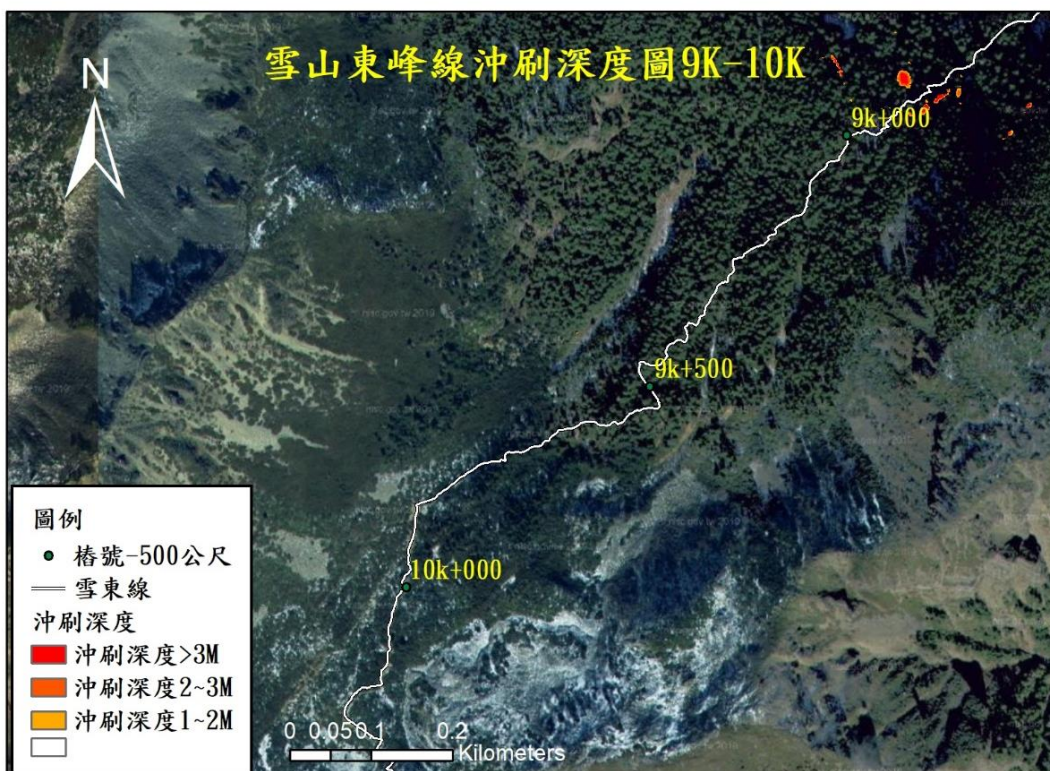 雪山東峰線沖刷深度圖9K-10K
N
9k+000
9k+500
10k+000
圖例
樁號-500公尺
雪東線
沖刷深度
沖刷深度>3M
沖刷深度2~3M
沖刷深度1~2M
0 0.05 0.1 0.2
Kilometers